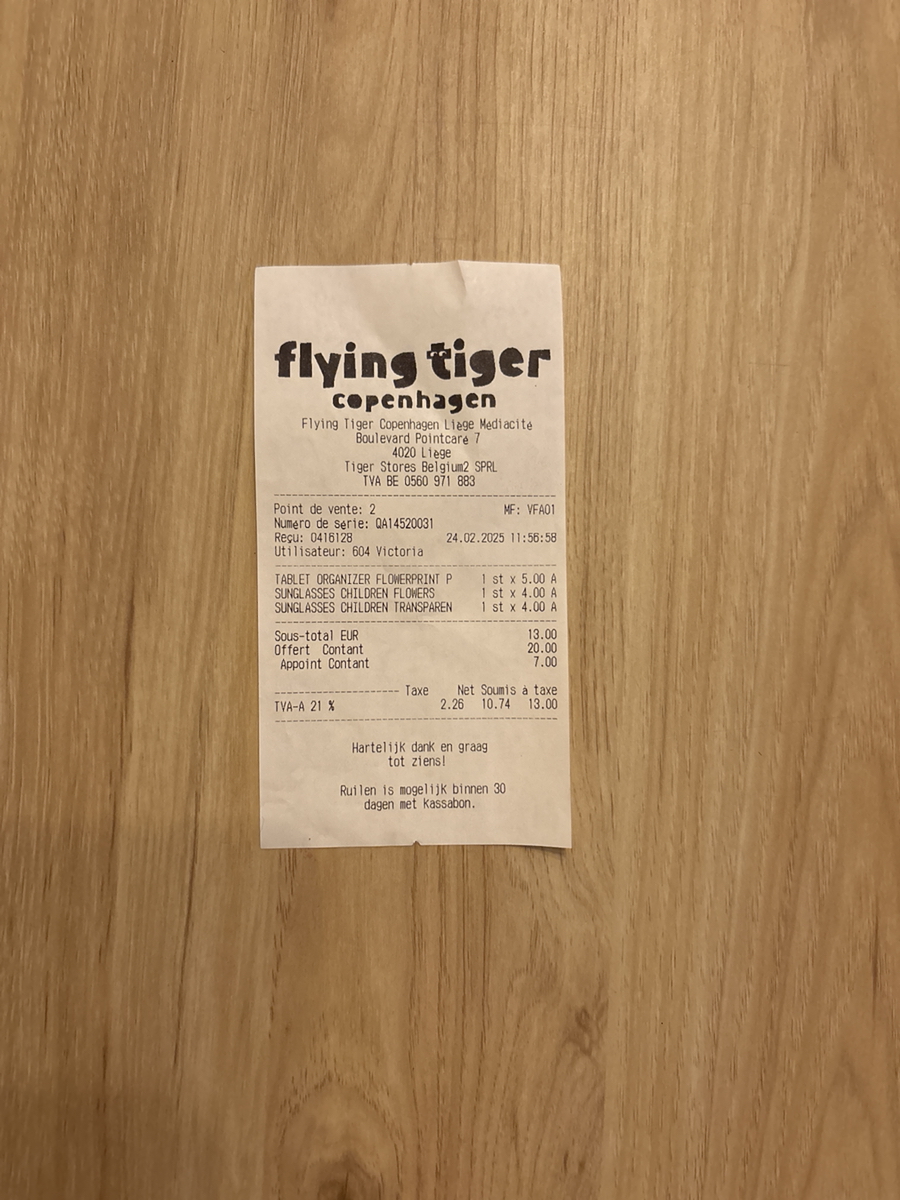 flying tiger
copenhagen
Flying Tiger Copenhagen Liège Médiacité
Boulevard Pointcaré 7
4020 Liège
Tiger Stores Belgium2 SPRL
TVA BE 0560 971 883
Point de vente: 2 MF: VFA01
Numéro de série: QA14520031
Reçu: 0416128 24.02.2025 11:56:58
Utilisateur: 604 Victoria
TABLET ORGANIZER FLOWERPRINT P 1 st x 5.00 A
SUNGLASSES CHILDREN FLOWERS 1 st x 4.00 A
SUNGLASSES CHILDREN TRANSPAREN 1 st x 4.00 A
Sous-total EUR 13.00
Offert Contant 20.00
Appoint Contant 7.00
-------------------- Taxe Net Soumis à taxe
TVA-A 21 % 2.26 10.74 13.00
Hartelijk dank en graag
tot ziens!
Ruilen is mogelijk binnen 30
dagen met Kassabon.